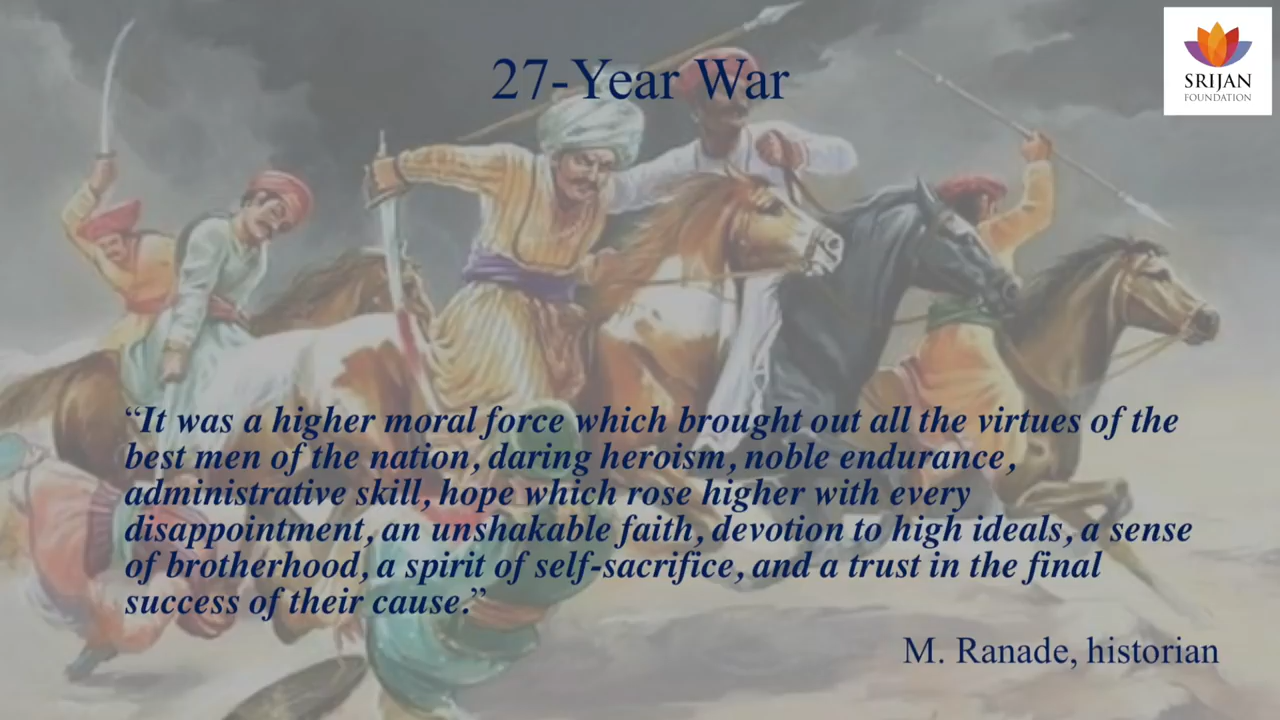 SRIJAN
FOUNDATION
27-Year War
“It was a higher moral force which brought out all the virtues of the
best men of the nation, daring heroism, noble endurance,
administrative skill, hope which rose higher with every
disappointment, an unshakable faith, devotion to high ideals, a sense
of brotherhood, a spirit of self-sacrifice, and a trust in the final
success of their cause.”
M. Ranade, historian